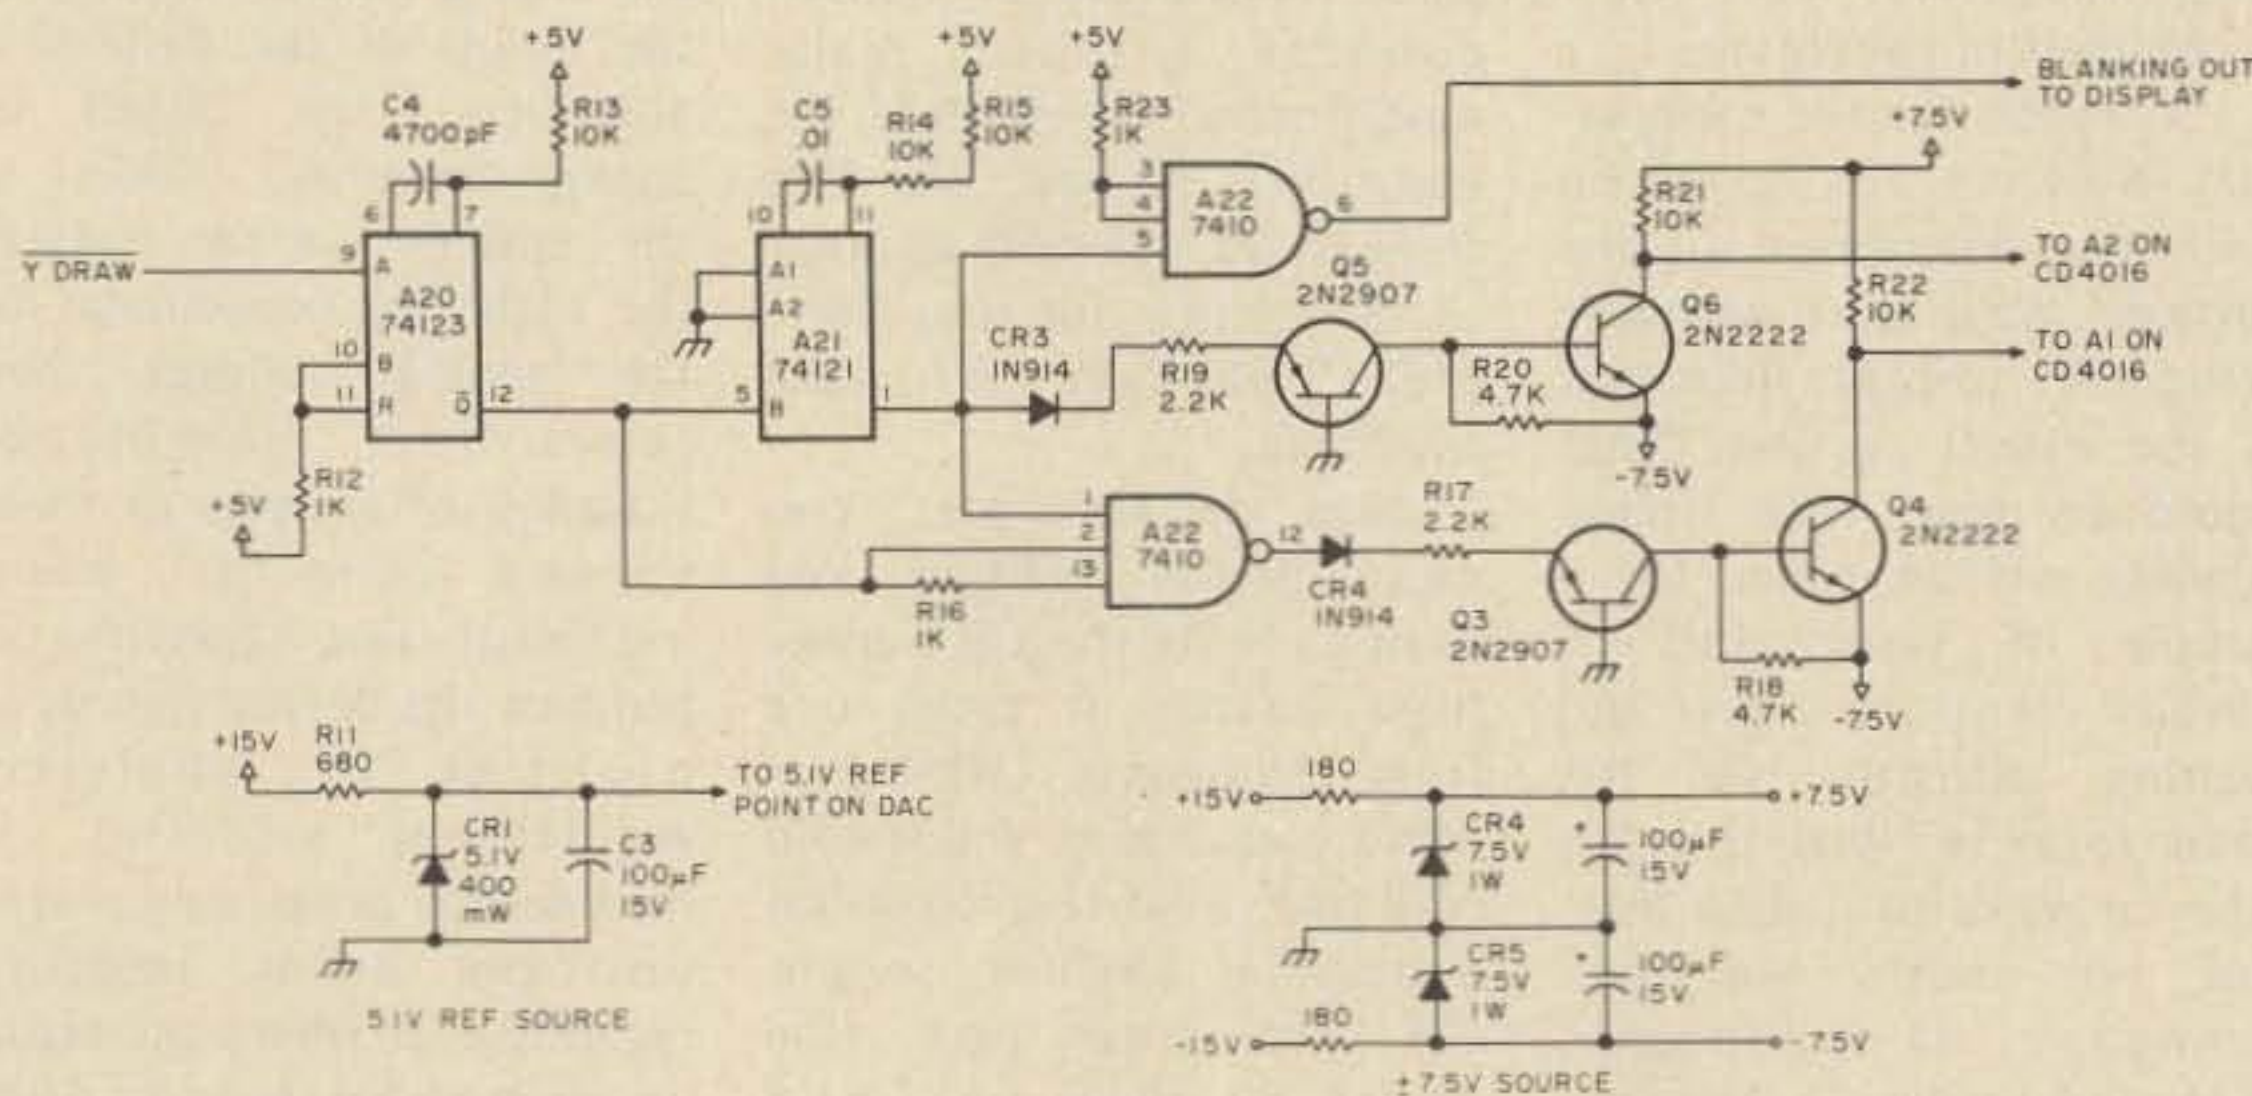 +5V
+5V
+5V
BLANKING OUT
TO DISPLAY
C4
4700pF
R13
10K
C5
.01
R14
10K
R15
10K
R23
1K
+7.5V
6
7
10
11
3
4
5
A22
7410
6
R21
10K
Y DRAW
9
A
A20
74123
A1
A2
A21
74121
Q5
2N2907
TO A2 ON
CD4016
R22
10K
Q6
2N2222
TO A1 ON
CD4016
10
B
11
R
Q
12
5
B
1
CR3
1N914
R19
2.2K
R20
4.7K
-7.5V
+5V
R12
1K
1
2
13
A22
7410
12
R17
2.2K
Q4
2N2222
R16
1K
CR4
1N914
Q3
2N2907
R18
4.7K
-7.5V
+15V
R11
680
TO 5.1V REF
POINT ON DAC
CR1
5.1V
400
mW
C3
100µF
15V
5.1V REF SOURCE
+15V
180
+7.5V
CR4
7.5V
1W
+
100µF
15V
CR5
7.5V
1W
+
100µF
15V
-15V
180
-7.5V
±7.5V SOURCE